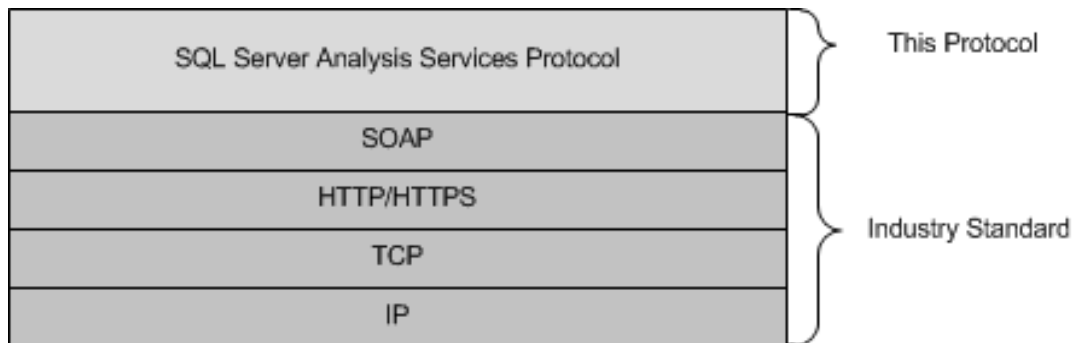 SQL Server Analysis Services Protocol
This Protocol
SOAP
HTTP/HTTPS
TCP
IP
Industry Standard